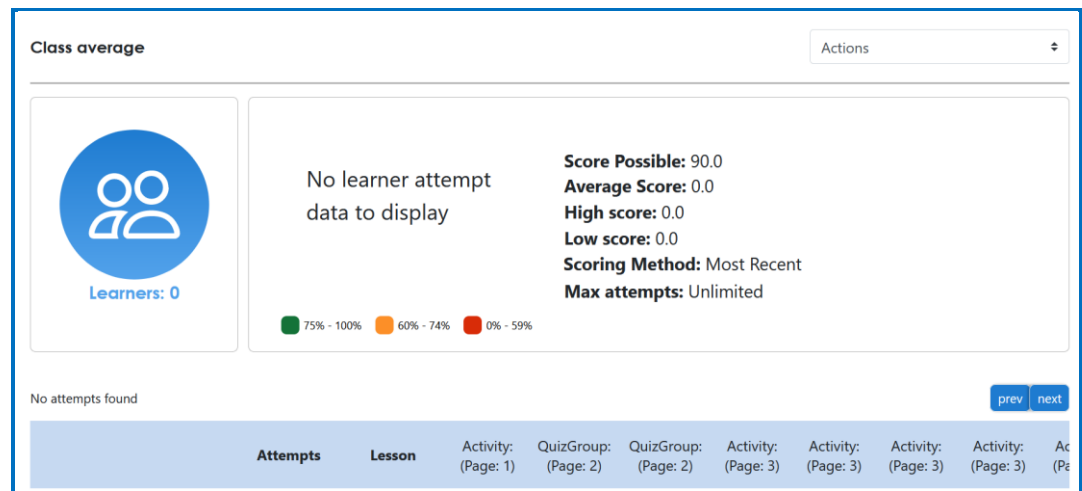 Class average
Actions
Learners: 0
No learner attempt
data to display
75% - 100%
60% - 74%
0% - 59%
Score Possible: 90.0
Average Score: 0.0
High score: 0.0
Low score: 0.0
Scoring Method: Most Recent
Max attempts: Unlimited
No attempts found
prev next
Attempts
Lesson
Activity:
(Page: 1)
QuizGroup:
(Page: 2)
QuizGroup:
(Page: 2)
Activity:
(Page: 3)
Activity:
(Page: 3)
Activity:
(Page: 3)
Activity:
(Page: 3)